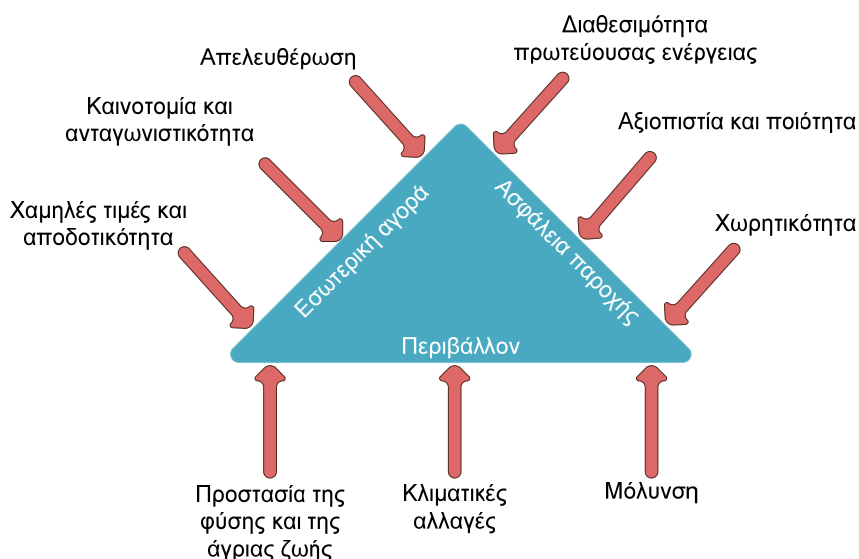 Απελευθέρωση
Διαθεσιμότητα
πρωτεύουσας ενέργειας
Καινοτομία και
ανταγωνιστικότητα
Αξιοπιστία και ποιότητα
Χαμηλές τιμές και
αποδοτικότητα
Χωρητικότητα
Εσωτερική αγορά
Ασφάλεια παροχής
Περιβάλλον
Προστασία της
φύσης και της
άγριας ζωής
Κλιματικές
αλλαγές
Μόλυνση